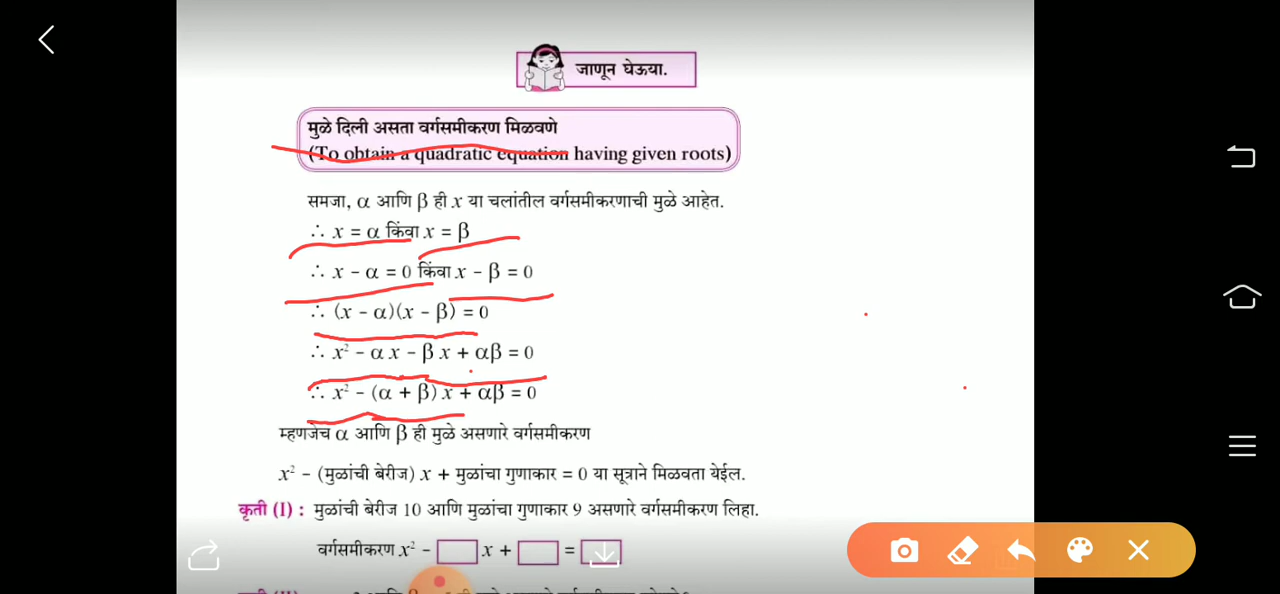 जाणून घेऊया.
मुळे दिली असता वर्गसमीकरण मिळवणे
(To obtain a quadratic equation having given roots)
समजा, α आणि β ही x या चलांतील वर्गसमीकरणाची मुळे आहेत.
∴ x = α किंवा x = β
∴ x - α = 0 किंवा x - β = 0
∴ (x - α)(x - β) = 0
∴ x² - α x - β x + αβ = 0
∴ x² - (α + β) x + αβ = 0
म्हणजेच α आणि β ही मुळे असणारे वर्गसमीकरण
x² - (मुळांची बेरीज) x + मुळांचा गुणाकार = 0 या सूत्राने मिळवता येईल.
कृती (I) : मुळांची बेरीज 10 आणि मुळांचा गुणाकार 9 असणारे वर्गसमीकरण लिहा.
वर्गसमीकरण x² - □ x + □ = □